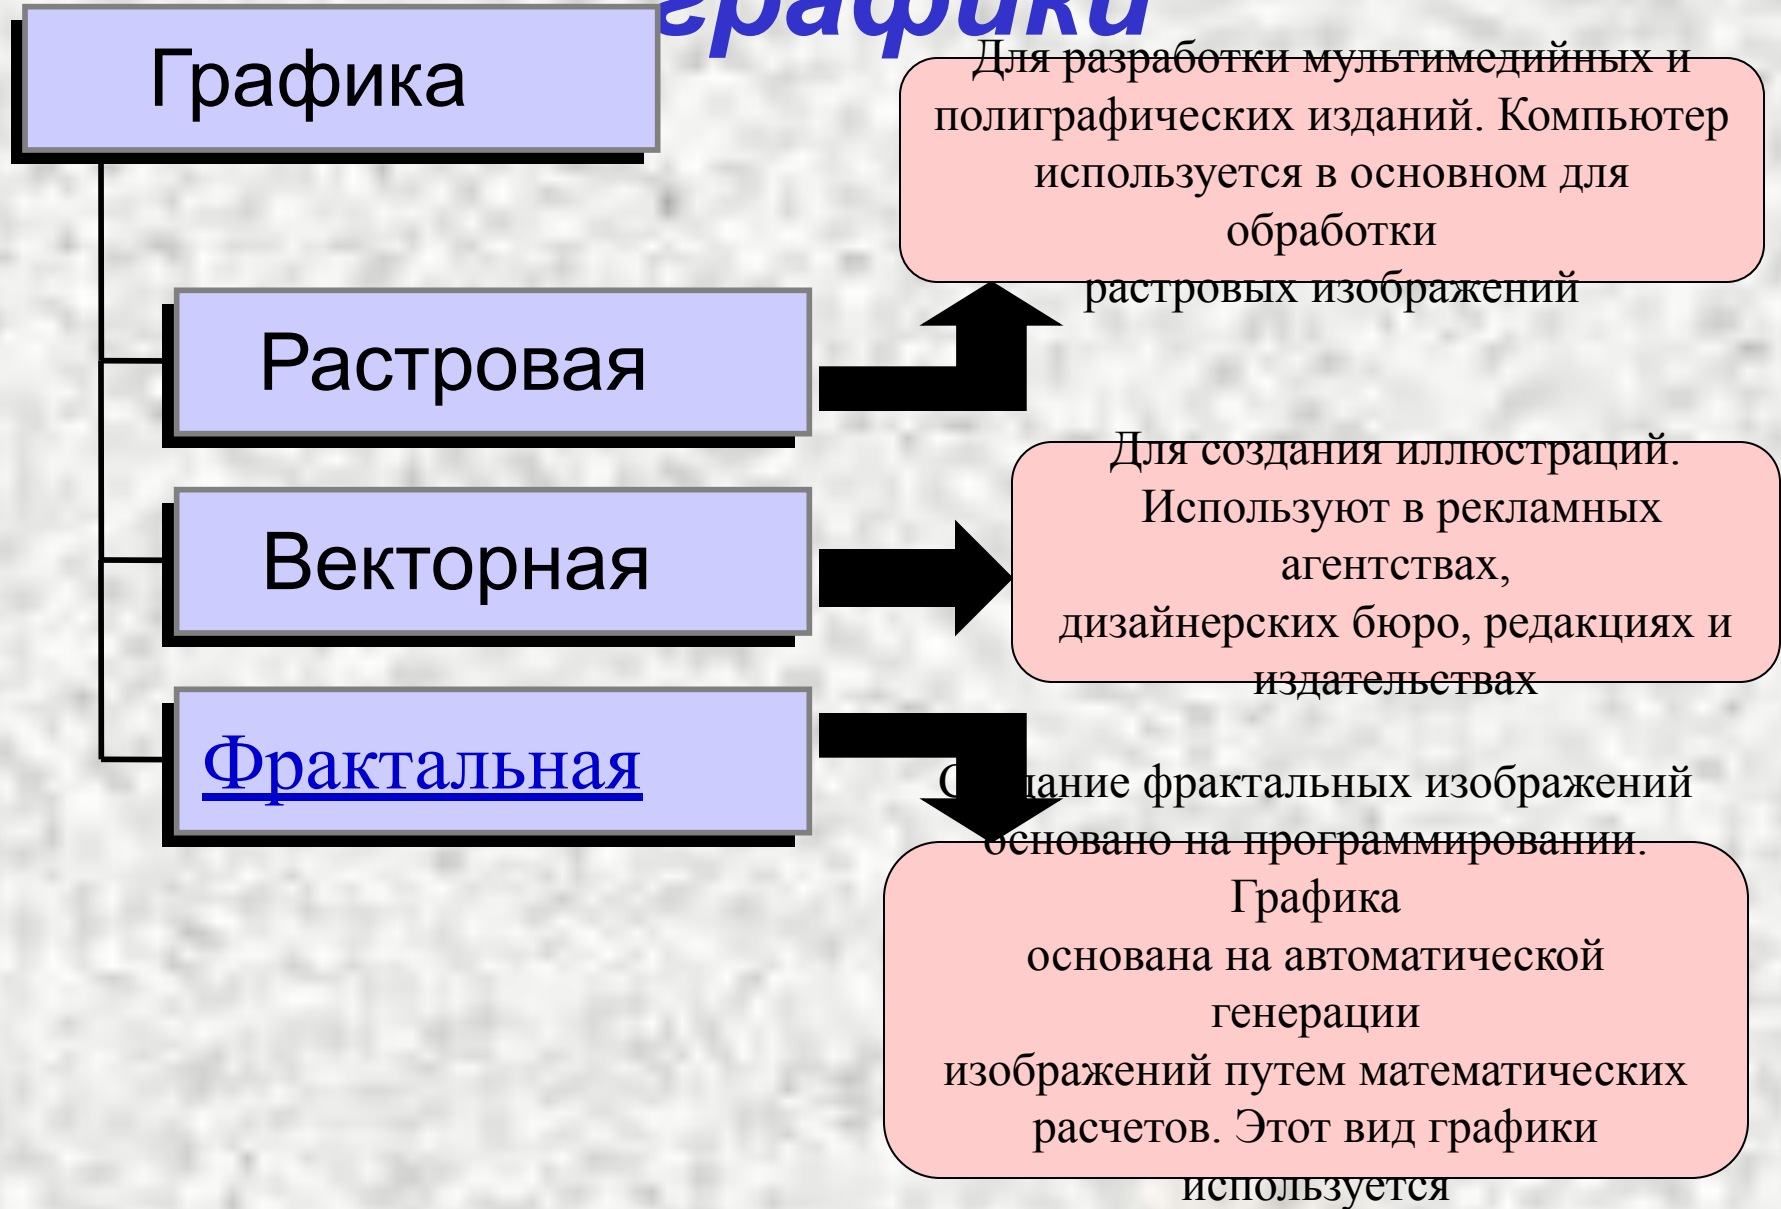 графики
Графика
Для разработки мультимедийных и
полиграфических изданий. Компьютер
используется в основном для
обработки
растровых изображений
Растровая
Для создания иллюстраций.
Используют в рекламных
агентствах,
дизайнерских бюро, редакциях и
издательствах
Векторная
Фрактальная
фрактальных изображений
основано на программировании.
Графика
основана на автоматической
генерации
изображений путем математических
расчетов. Этот вид графики
используется